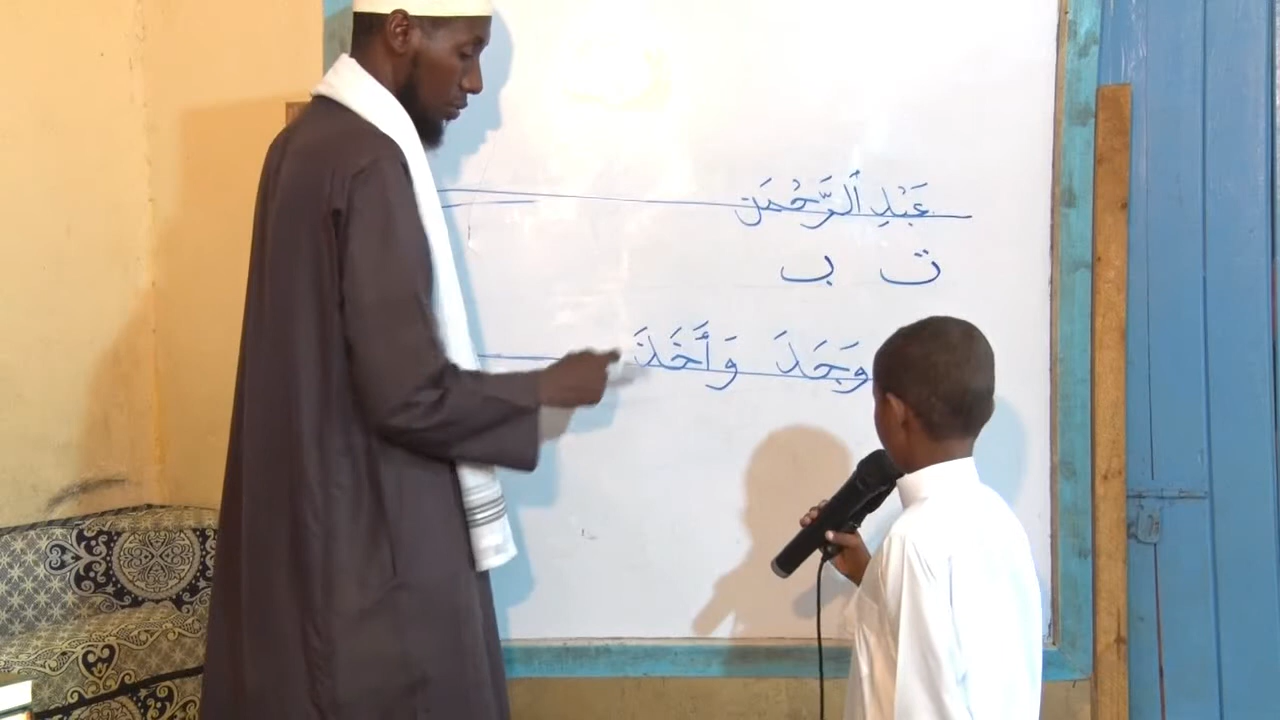 عَبْدِ ٱلرَّحْمَن
ت ب
وَجَدَ وَأَخَذَ